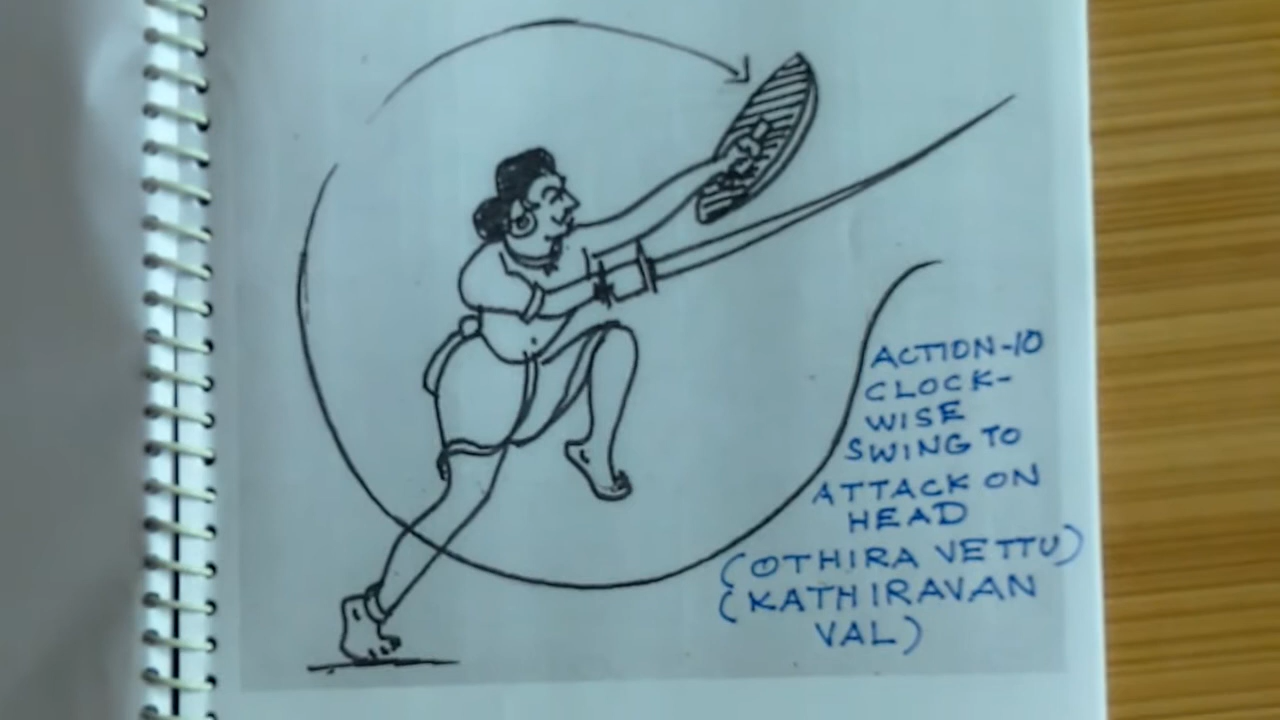 ACTION-10
CLOCK-
WISE
SWING TO
ATTACK ON
HEAD
(OTHIRA VETTU)
(KATHIRAVAN
VAL)